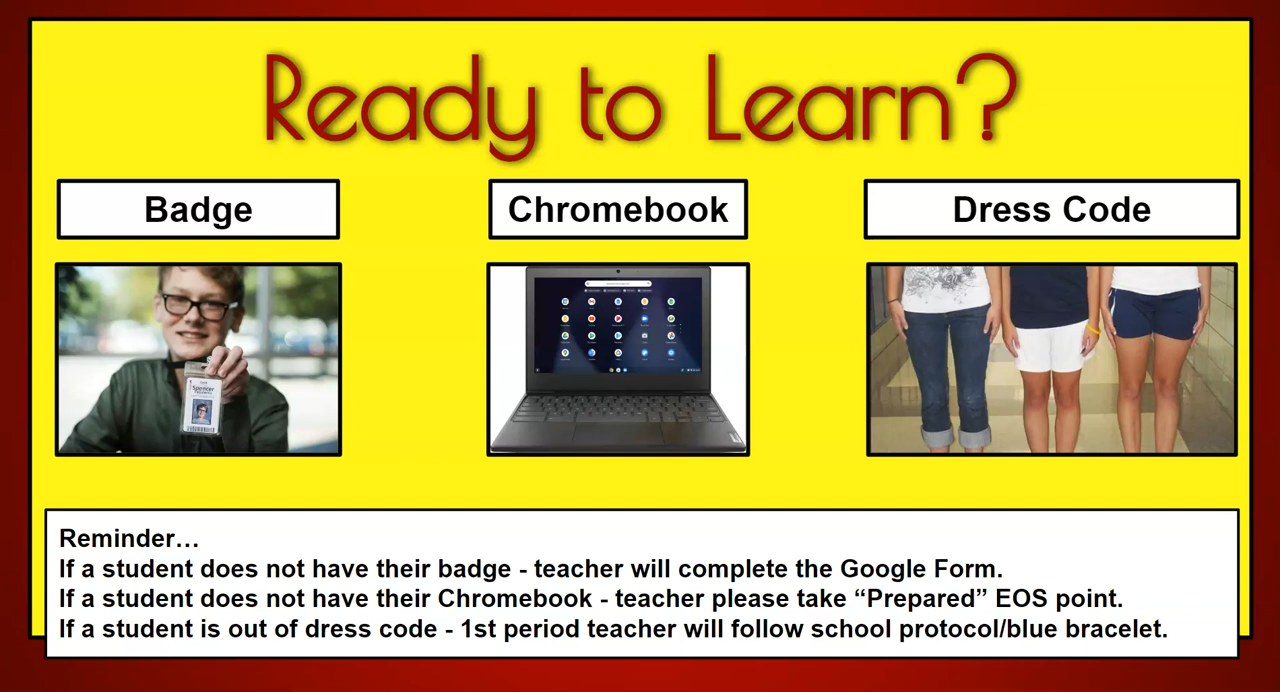 Ready to Learn?
Badge
Chromebook
Dress Code
Spencer
Reminder…
If a student does not have their badge - teacher will complete the Google Form.
If a student does not have their Chromebook - teacher please take “Prepared” EOS point.
If a student is out of dress code - 1st period teacher will follow school protocol/blue bracelet.